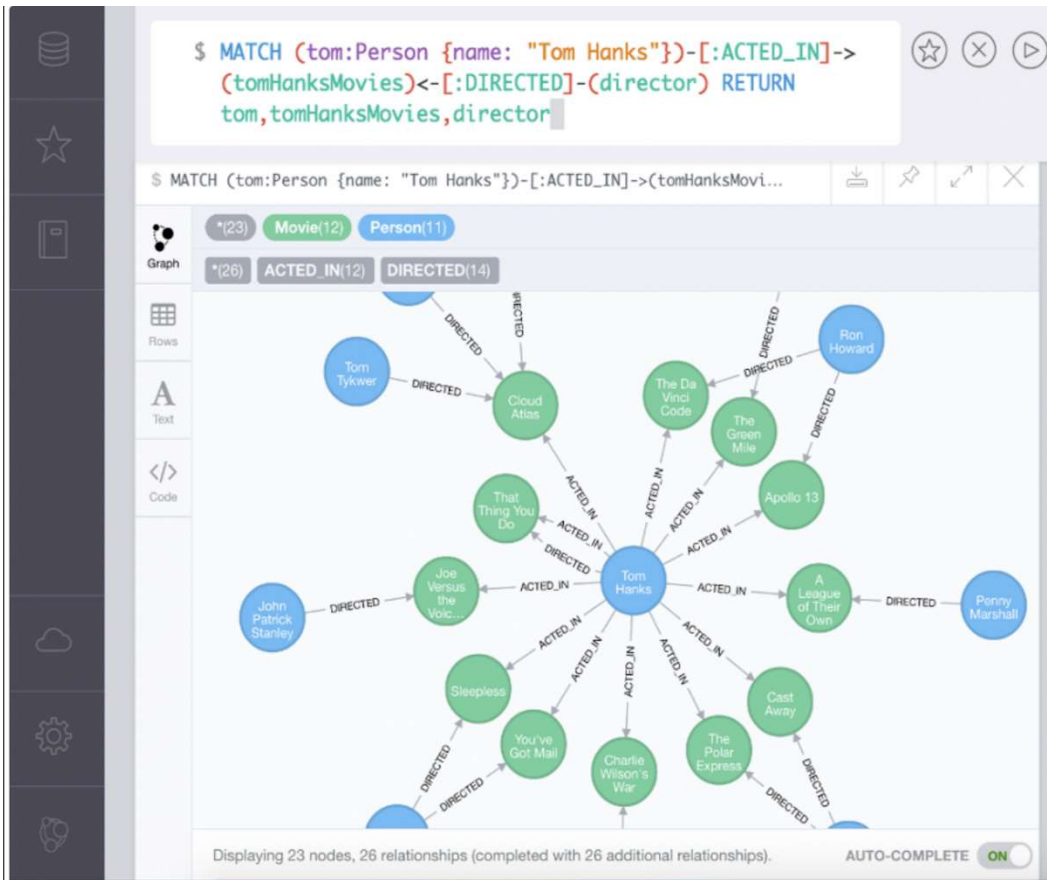 $ MATCH (tom:Person {name: "Tom Hanks"})-[:ACTED_IN]->
(tomHanksMovies)<-[:DIRECTED]-(director) RETURN
tom,tomHanksMovies,director
$ MATCH (tom:Person {name: "Tom Hanks"})-[:ACTED_IN]->(tomHanksMovi...
*(23) Movie(12) Person(11)
*(26) ACTED_IN(12) DIRECTED(14)
Graph
Rows
A
Text
</>
Code
DIRECTED
RECTED
DIRECTED
Ron
Howard
DIRECTED
DIRECTED
Tom
Tykwer
DIRECTED
Cloud
Atlas
The Da
Vinci
Code
The
Green
Mile
Apollo 13
ACTED_IN
ACTED_IN
ACTED_IN
ACTED_IN
That
Thing You
Do
ACTED_IN
DIRECTED
Tom
Hanks
Joe
Versus
the
Voic...
ACTED_IN
ACTED_IN
A
League
of Their
Own
DIRECTED
Penny
Marshall
John
Patrick
Stanley
DIRECTED
ACTED_IN
ACTED_IN
ACTED_IN
ACTED_IN
ACTED_IN
Sleepless
You've
Got Mail
Charlie
Wilson's
War
The
Polar
Express
Cast
Away
DIRECTED
DIRECTED
DIRECTED
DIRECTED
Displaying 23 nodes, 26 relationships (completed with 26 additional relationships).
AUTO-COMPLETE ON